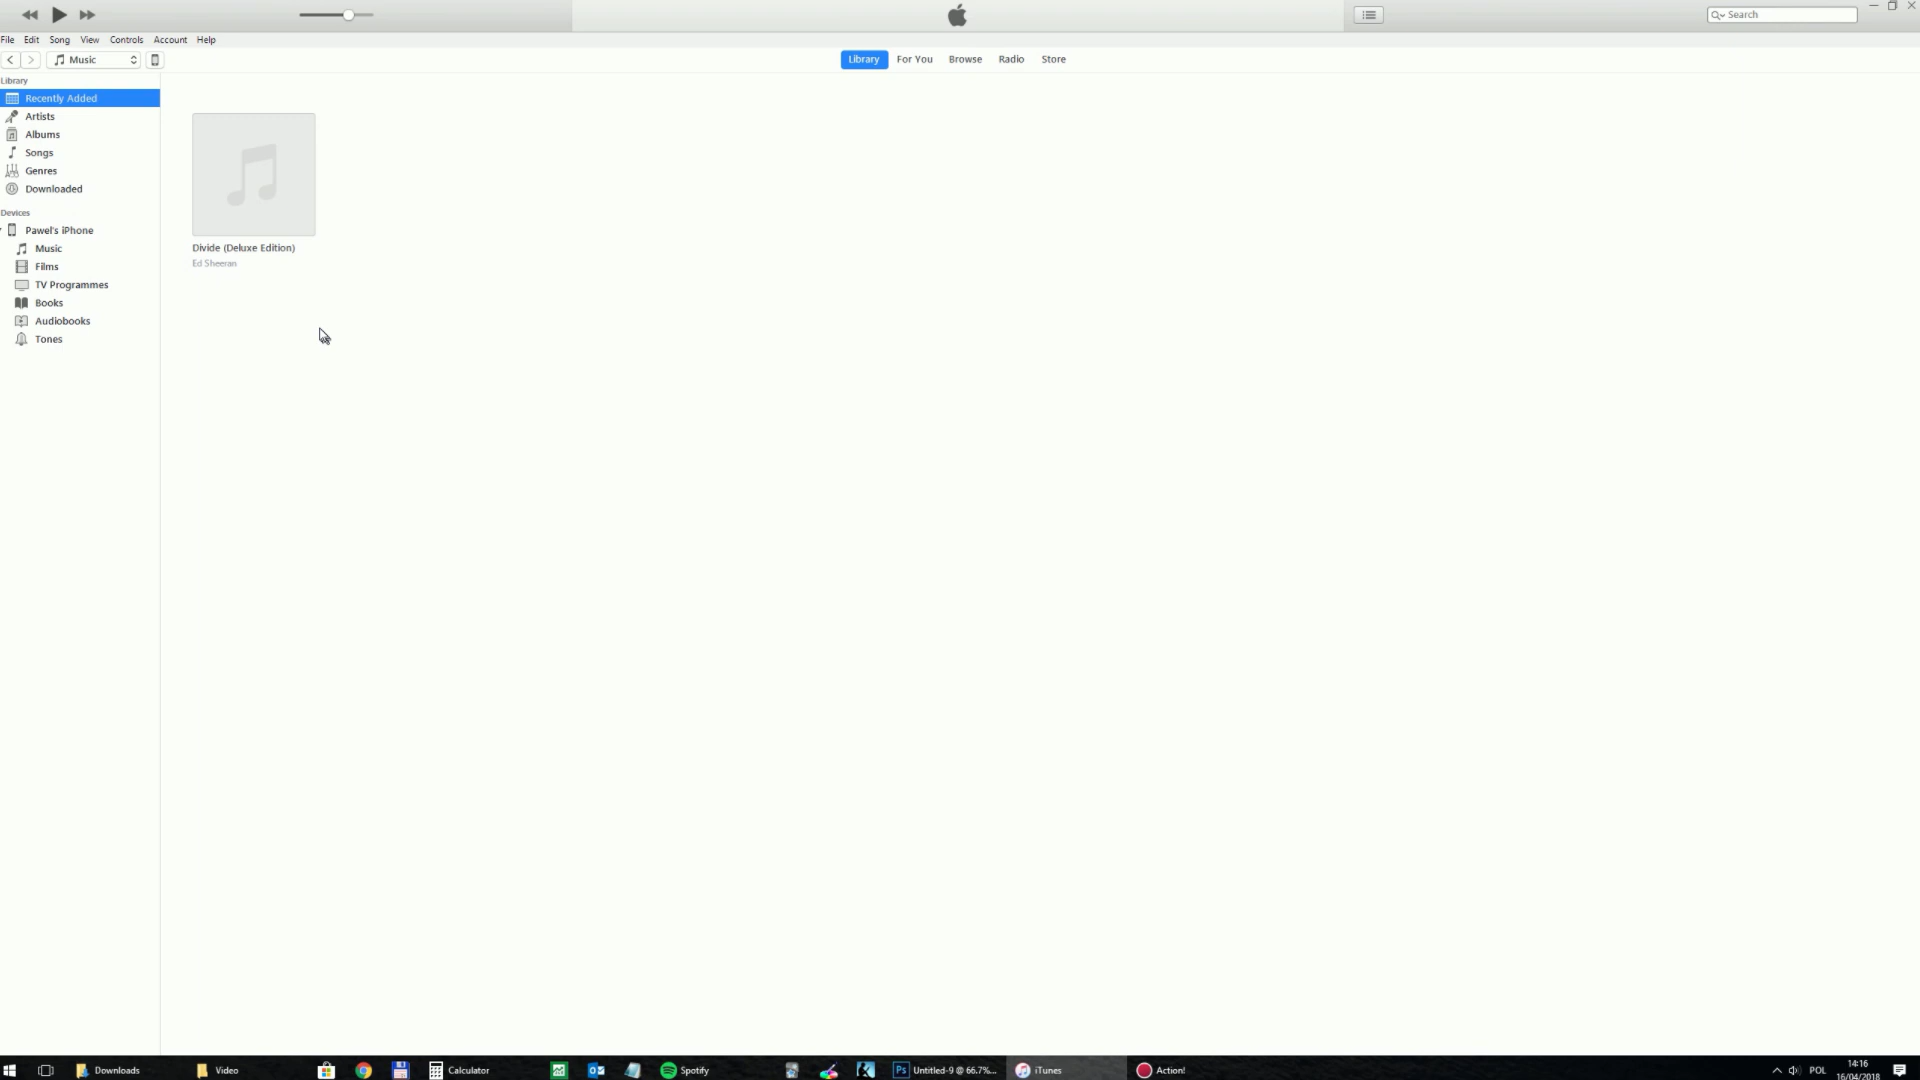 Search
File Edit Song View Controls Account Help
Music
Library For You Browse Radio Store
Library
Recently Added
Artists
Albums
Songs
Genres
Downloaded
Devices
Pawel's iPhone
Music
Films
TV Programmes
Books
Audiobooks
Tones
Divide (Deluxe Edition)
Ed Sheeran
Downloads Video Calculator Spotify Untitled-9 @ 66.7%... iTunes Action! POL 14:16
16/04/2018